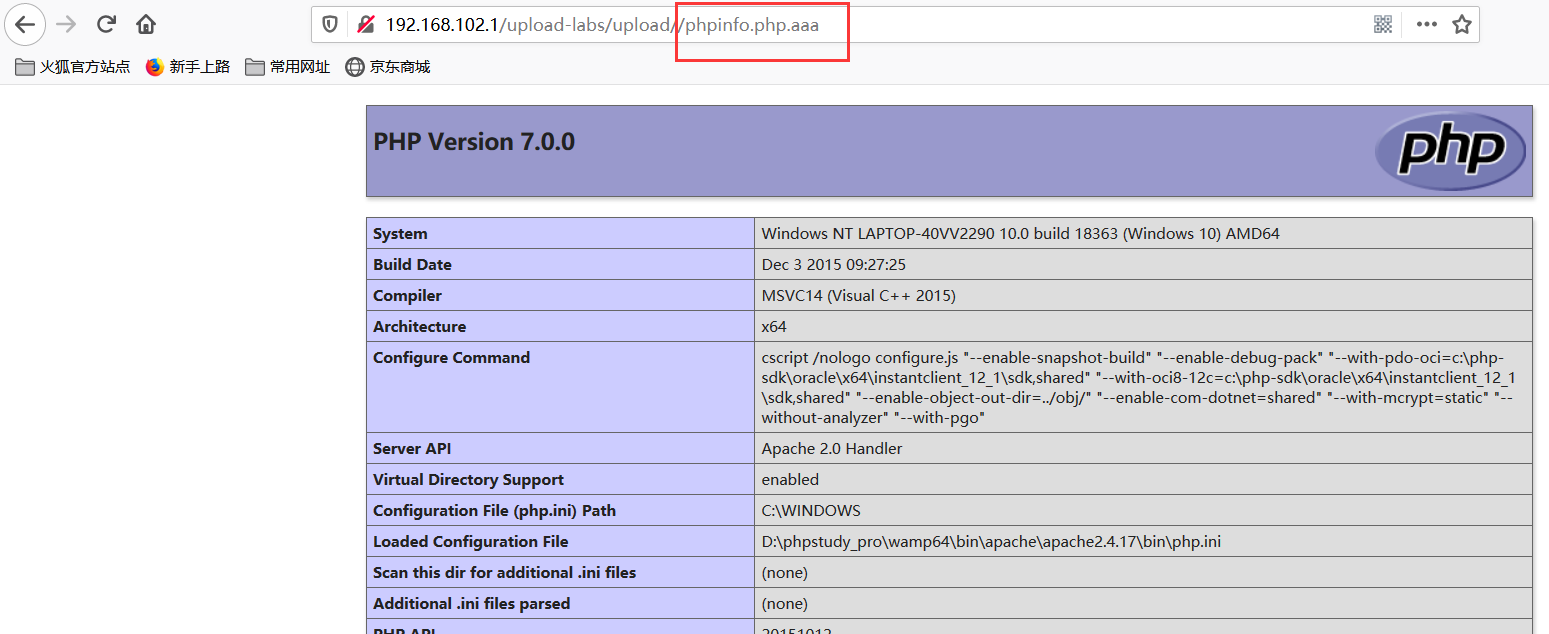 192.168.102.1/upload-labs/upload//phpinfo.php.aaa
火狐官方站点 新手上路 常用网址 京东商城
PHP Version 7.0.0
php
System Windows NT LAPTOP-40VV2290 10.0 build 18363 (Windows 10) AMD64
Build Date Dec 3 2015 09:27:25
Compiler MSVC14 (Visual C++ 2015)
Architecture x64
Configure Command cscript /nologo configure.js "--enable-snapshot-build" "--enable-debug-pack" "--with-pdo-oci=c:\php-
sdk\oracle\x64\instantclient_12_1\sdk,shared" "--with-oci8-12c=c:\php-sdk\oracle\x64\instantclient_12_1
\sdk,shared" "--enable-object-out-dir=../obj/" "--enable-com-dotnet=shared" "--with-mcrypt=static" "--
without-analyzer" "--with-pgo"
Server API Apache 2.0 Handler
Virtual Directory Support enabled
Configuration File (php.ini) Path C:\WINDOWS
Loaded Configuration File D:\phpstudy_pro\wamp64\bin\apache\apache2.4.17\bin\php.ini
Scan this dir for additional .ini files (none)
Additional .ini files parsed (none)
PHP API 20151012